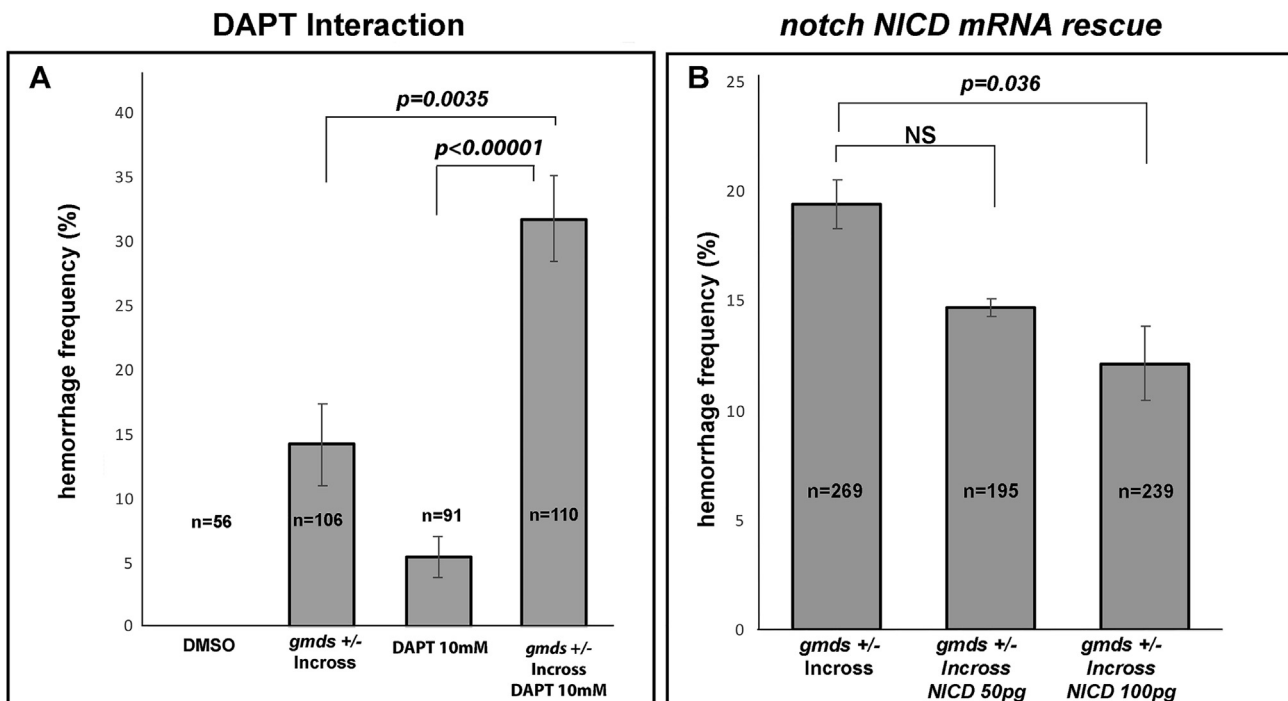 DAPT Interaction
notch NICD mRNA rescue
A
hemorrhage frequency (%)
40
35
30
25
20
15
10
5
0
p=0.0035
p<0.00001
n=56
n=106
n=91
n=110
DMSO
gmds +/-
Incross
DAPT 10mM
gmds +/-
Incross
DAPT 10mM
B
hemorrhage frequency (%)
25
20
15
10
5
0
p=0.036
NS
n=269
n=195
n=239
gmds +/-
Incross
gmds +/-
Incross
NICD 50pg
gmds +/-
Incross
NICD 100pg